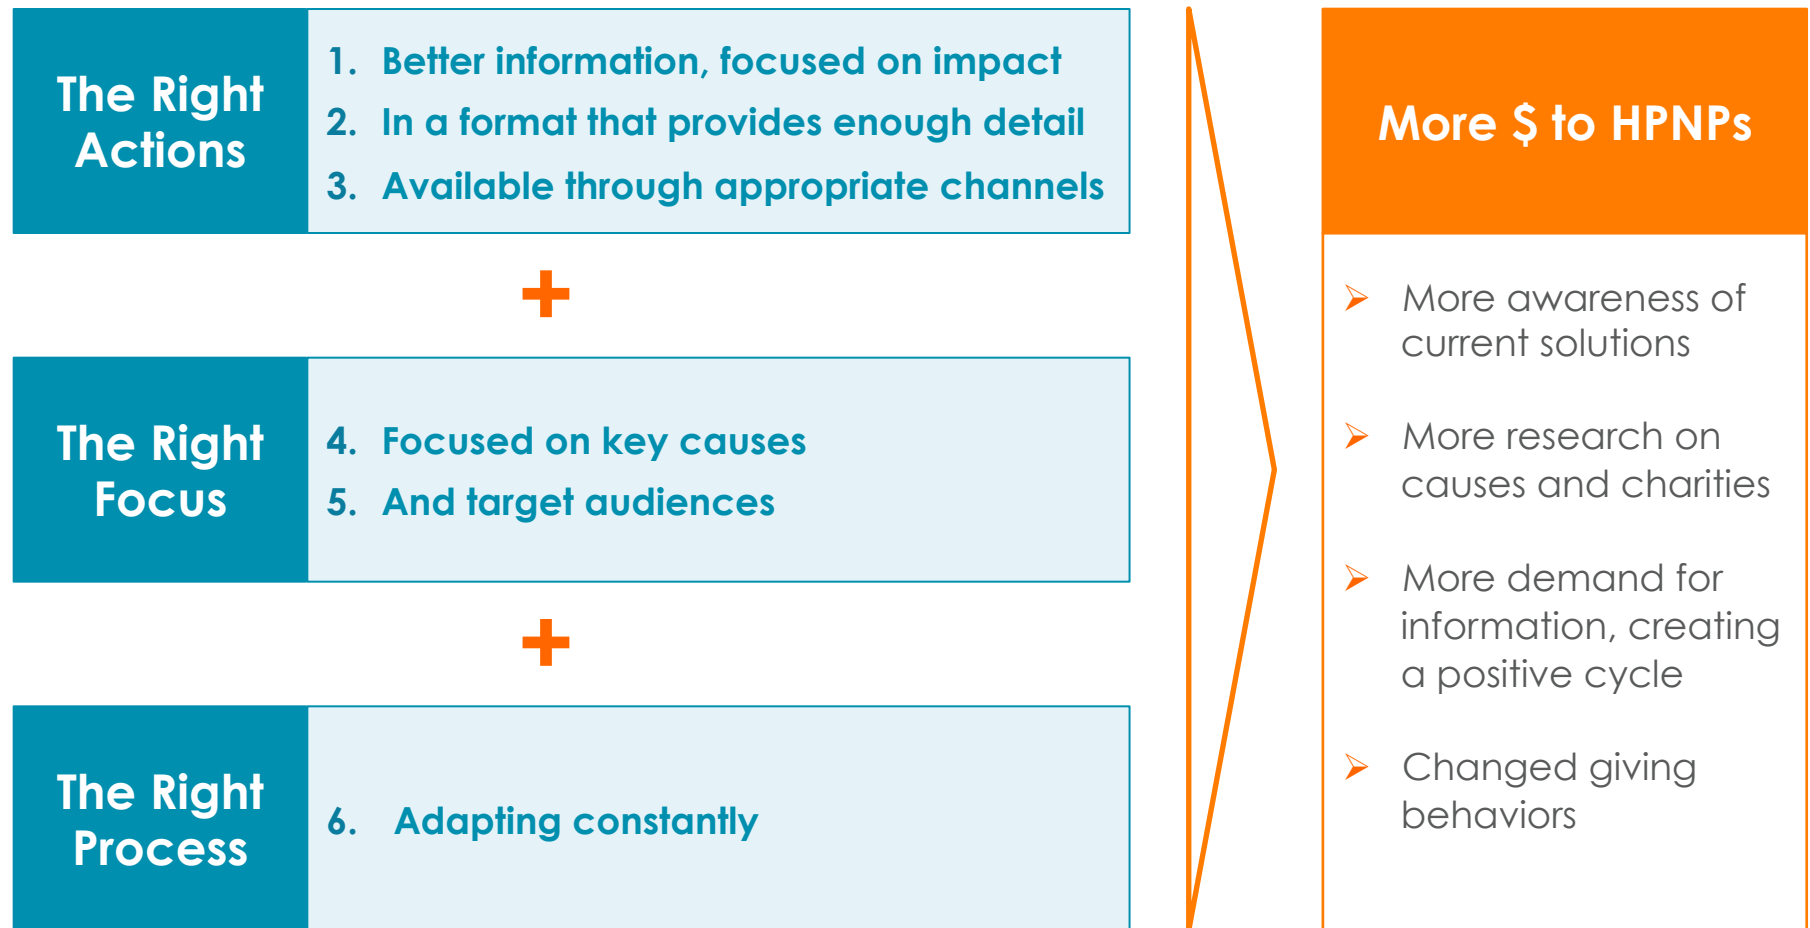 The Right
Actions
1. Better information, focused on impact
2. In a format that provides enough detail
3. Available through appropriate channels
+
The Right
Focus
4. Focused on key causes
5. And target audiences
+
The Right
Process
6. Adapting constantly
More $ to HPNPs
➢ More awareness of
current solutions
➢ More research on
causes and charities
➢ More demand for
information, creating
a positive cycle
➢ Changed giving
behaviors